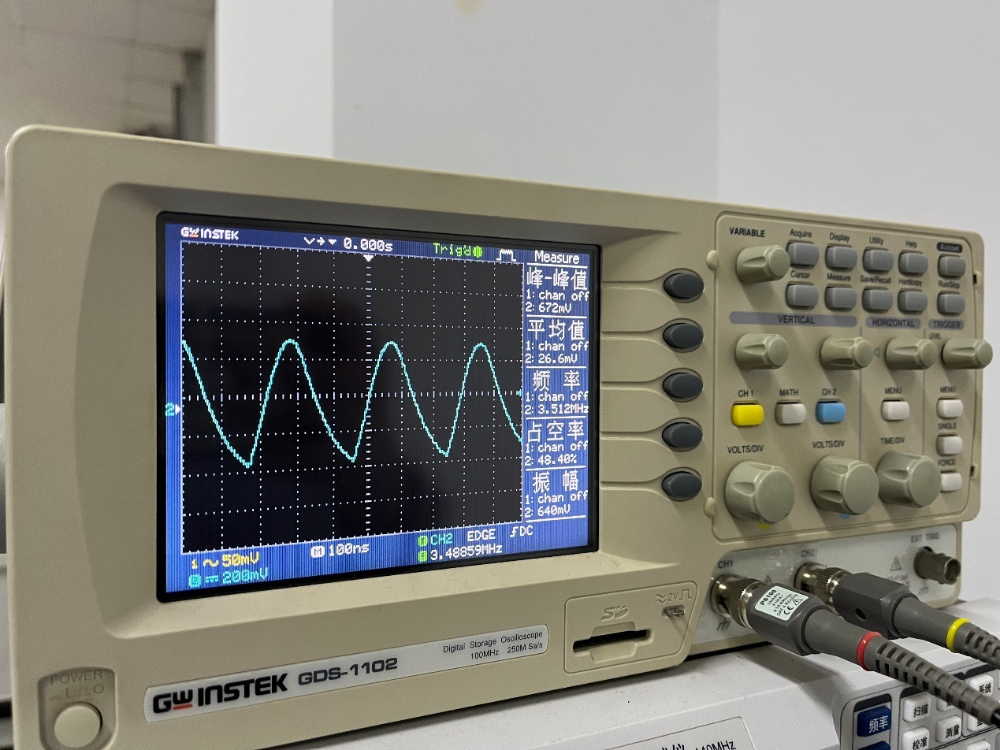 GW INSTEK
0.000s
Trig'd
Measure
峰-峰值
1: chan off
2: 672mV
平均值
1: chan off
2: 26.6mV
频 率
1: chan off
2: 3.512MHz
占空率
1: chan off
2: 48.40%
振 幅
1: chan off
2: 640mV
2
1 50mV
M 100ns
CH2 EDGE DC
2 200mV
3.48859MHz
VARIABLE
Acquire
Display
Utility
Help
Autoset
Cursor
Measure
Save/Recall
Hardcopy
Run/Stop
VERTICAL
HORIZONTAL
TRIGGER
LEVEL
CH 1
MATH
CH 2
MENU
MENU
SINGLE
FORCE
VOLTS/DIV
VOLTS/DIV
TIME/DIV
CH1
CH2
EXT TRIG
P6100
SD
≈2V
Digital Storage Oscilloscope
100MHz 250M Sa/s
GW INSTEK GDS-1102
POWER
频率
扫描
校准
测量
系统